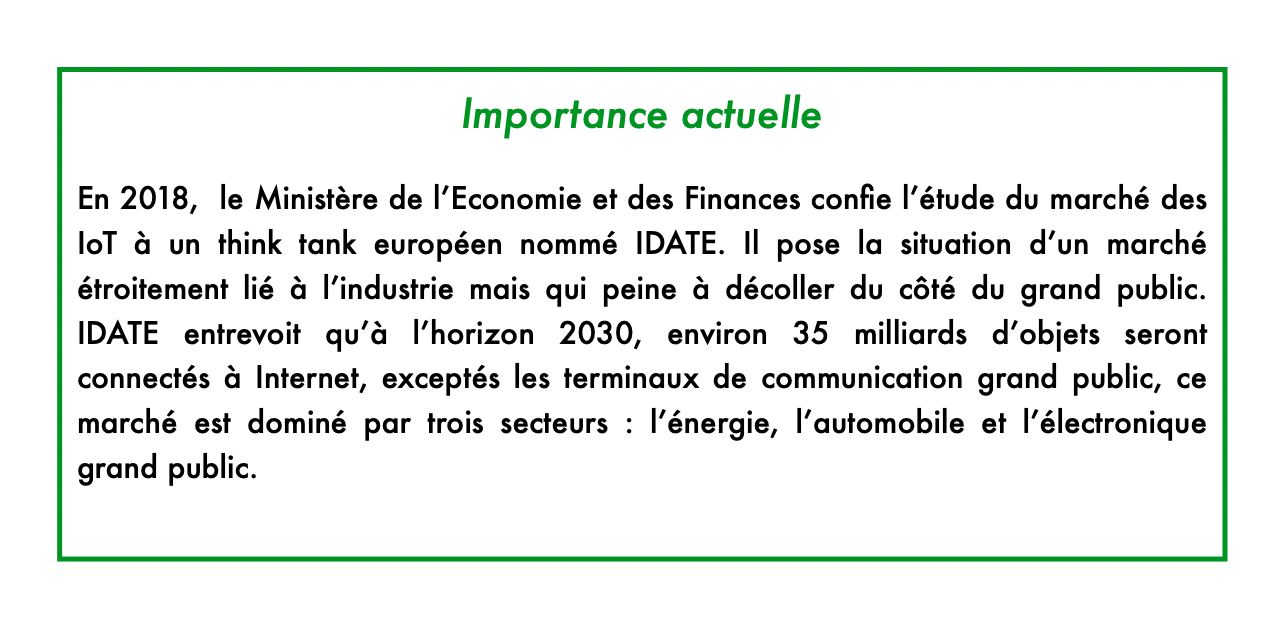 Importance actuelle
En 2018,  le Ministère de l’Economie et des Finances confie l’étude du marché des
IoT à un think tank européen nommé IDATE. Il pose la situation d’un marché
étroitement lié à l’industrie mais qui peine à décoller du côté du grand public.
IDATE entrevoit qu’à l’horizon 2030, environ 35 milliards d’objets seront
connectés à Internet, exceptés les terminaux de communication grand public, ce
marché est dominé par trois secteurs : l’énergie, l’automobile et l’électronique
grand public.